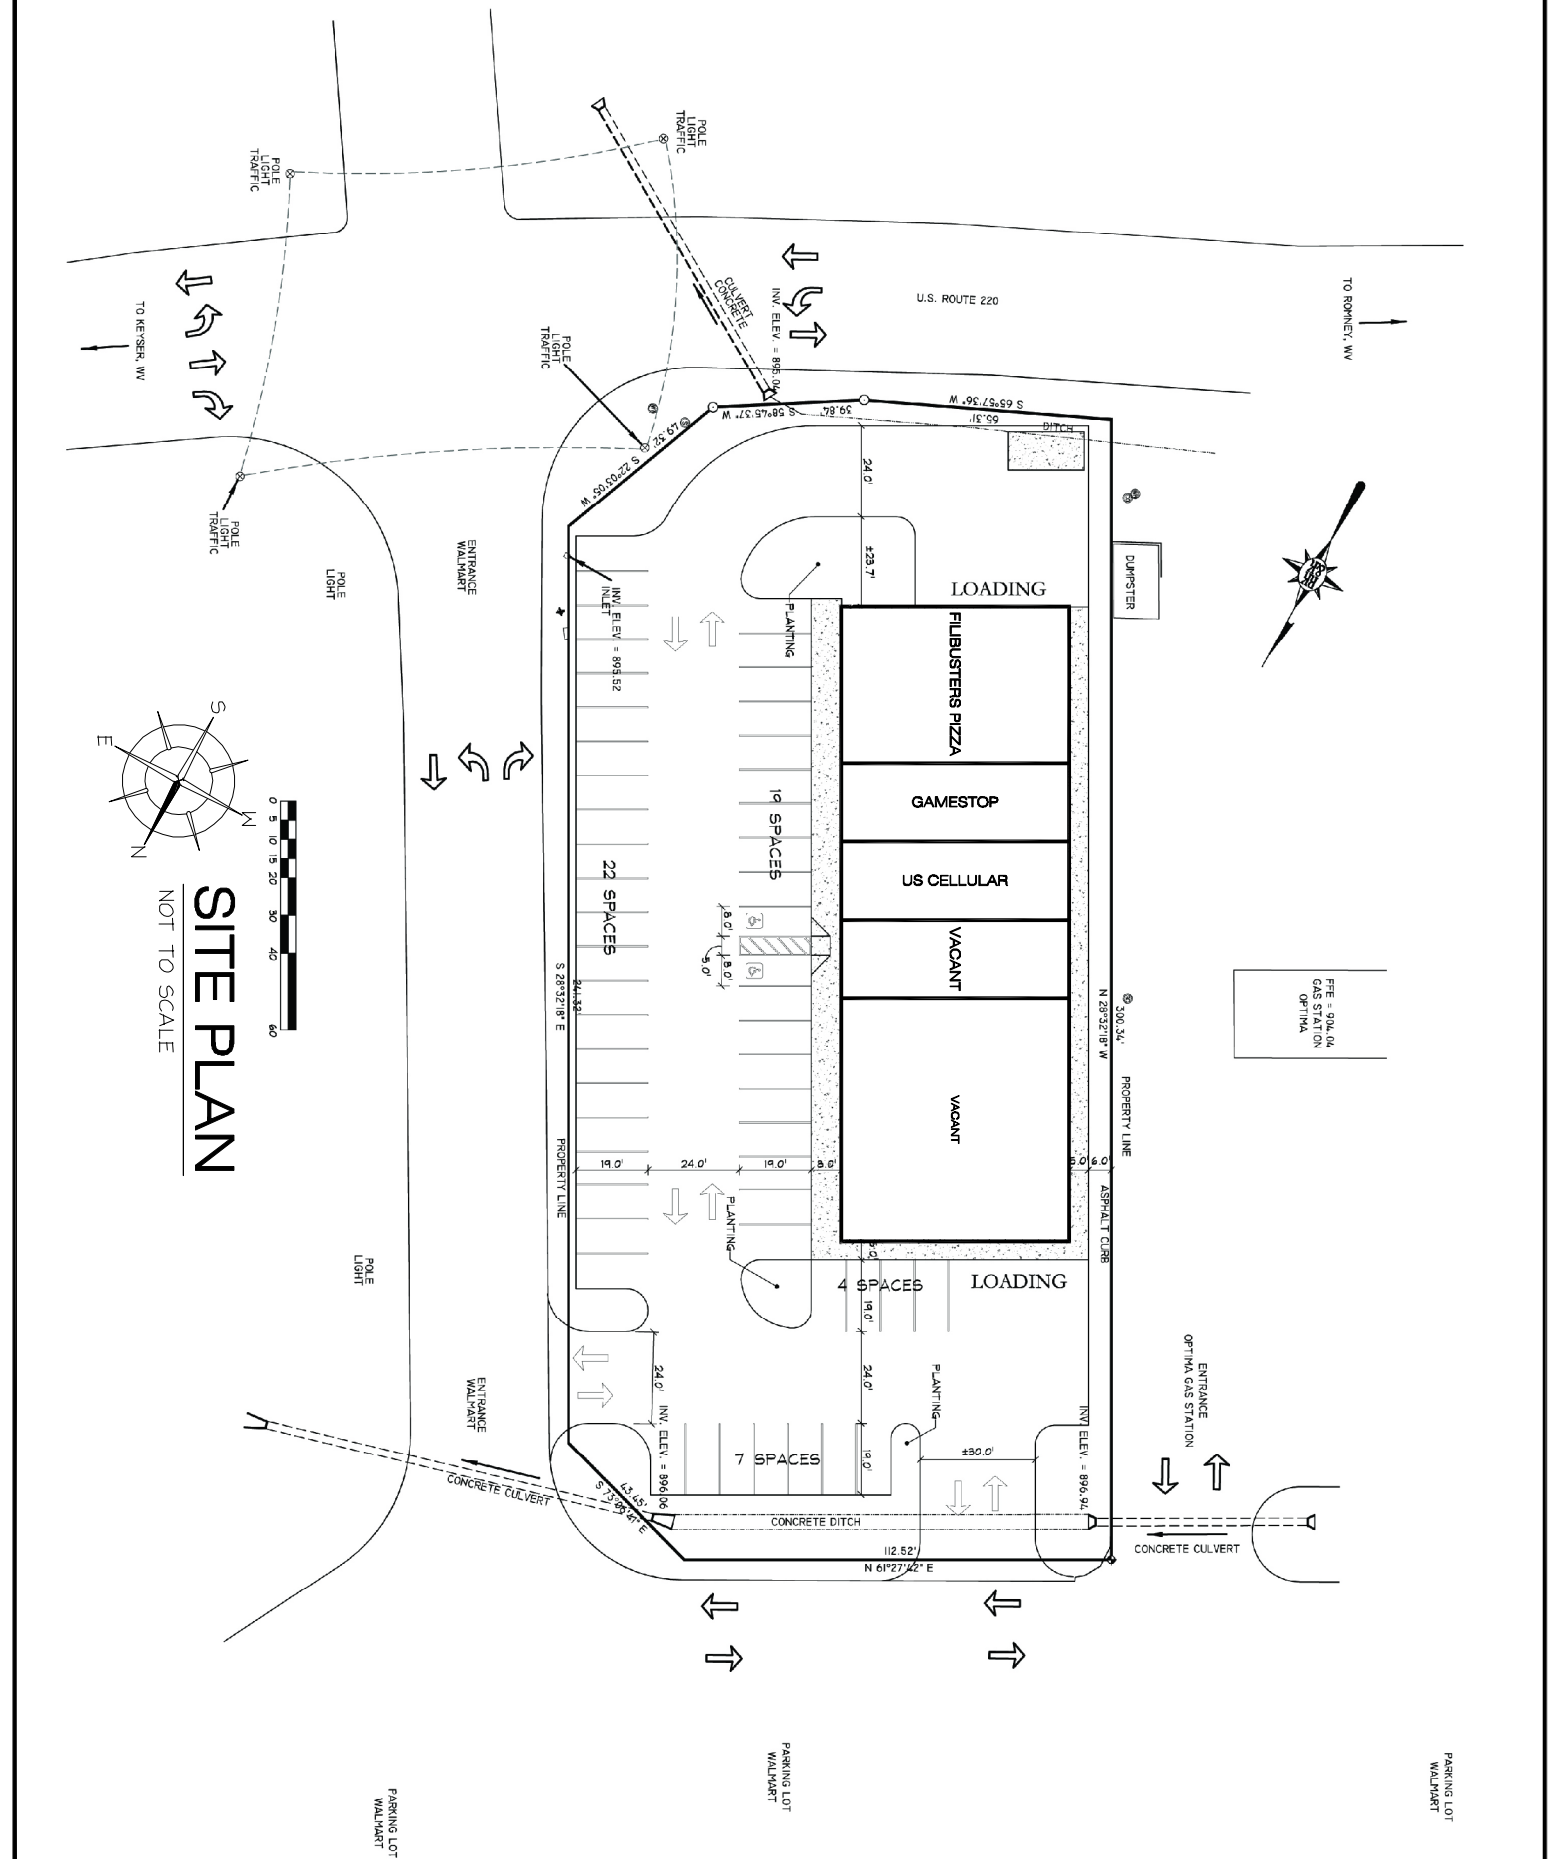 POLE
LIGHT
TRAFFIC
POLE
LIGHT
TRAFFIC
CULVERT
CONCRETE
INV. ELEV. = 895.04
U.S. ROUTE 220
TO ROMNEY, WV
TO KEYSER, WV
POLE
LIGHT
TRAFFIC
POLE
LIGHT
TRAFFIC
S 22°03'05" W
49.32'
S 58°45'37" W
39.84'
S 65°57'36" W
65.31'
DITCH
24.0'
±23.7'
POLE
LIGHT
ENTRANCE
WALMART
INV. ELEV. = 895.52
INLET
PLANTING
LOADING
DUMPSTER
FILIBUSTERS PIZZA
GAMESTOP
US CELLULAR
VACANT
VACANT
19 SPACES
22 SPACES
8.0'
5.0'
8.0'
S
E
W
N
0
5
10
15
20
30
40
60
SITE PLAN
NOT TO SCALE
241.32'
S 28°32'18" E
PROPERTY LINE
300.34'
N 28°32'18" W
PROPERTY LINE
ASPHALT CURB
FFE = 904.04
GAS STATION
OPTIMA
19.0'
24.0'
19.0'
8.0'
5.0'
6.0'
PLANTING
POLE
LIGHT
5.0'
4 SPACES
LOADING
19.0'
24.0'
24.0'
PLANTING
ENTRANCE
WALMART
INV. ELEV. = 896.06
7 SPACES
19.0'
±30.0'
INV. ELEV. = 896.94
ENTRANCE
OPTIMA GAS STATION
CONCRETE CULVERT
43.45'
CONCRETE DITCH
CONCRETE CULVERT
112.52'
N 61°27'42" E
PARKING LOT
WALMART
PARKING LOT
WALMART
PARKING LOT
WALMART